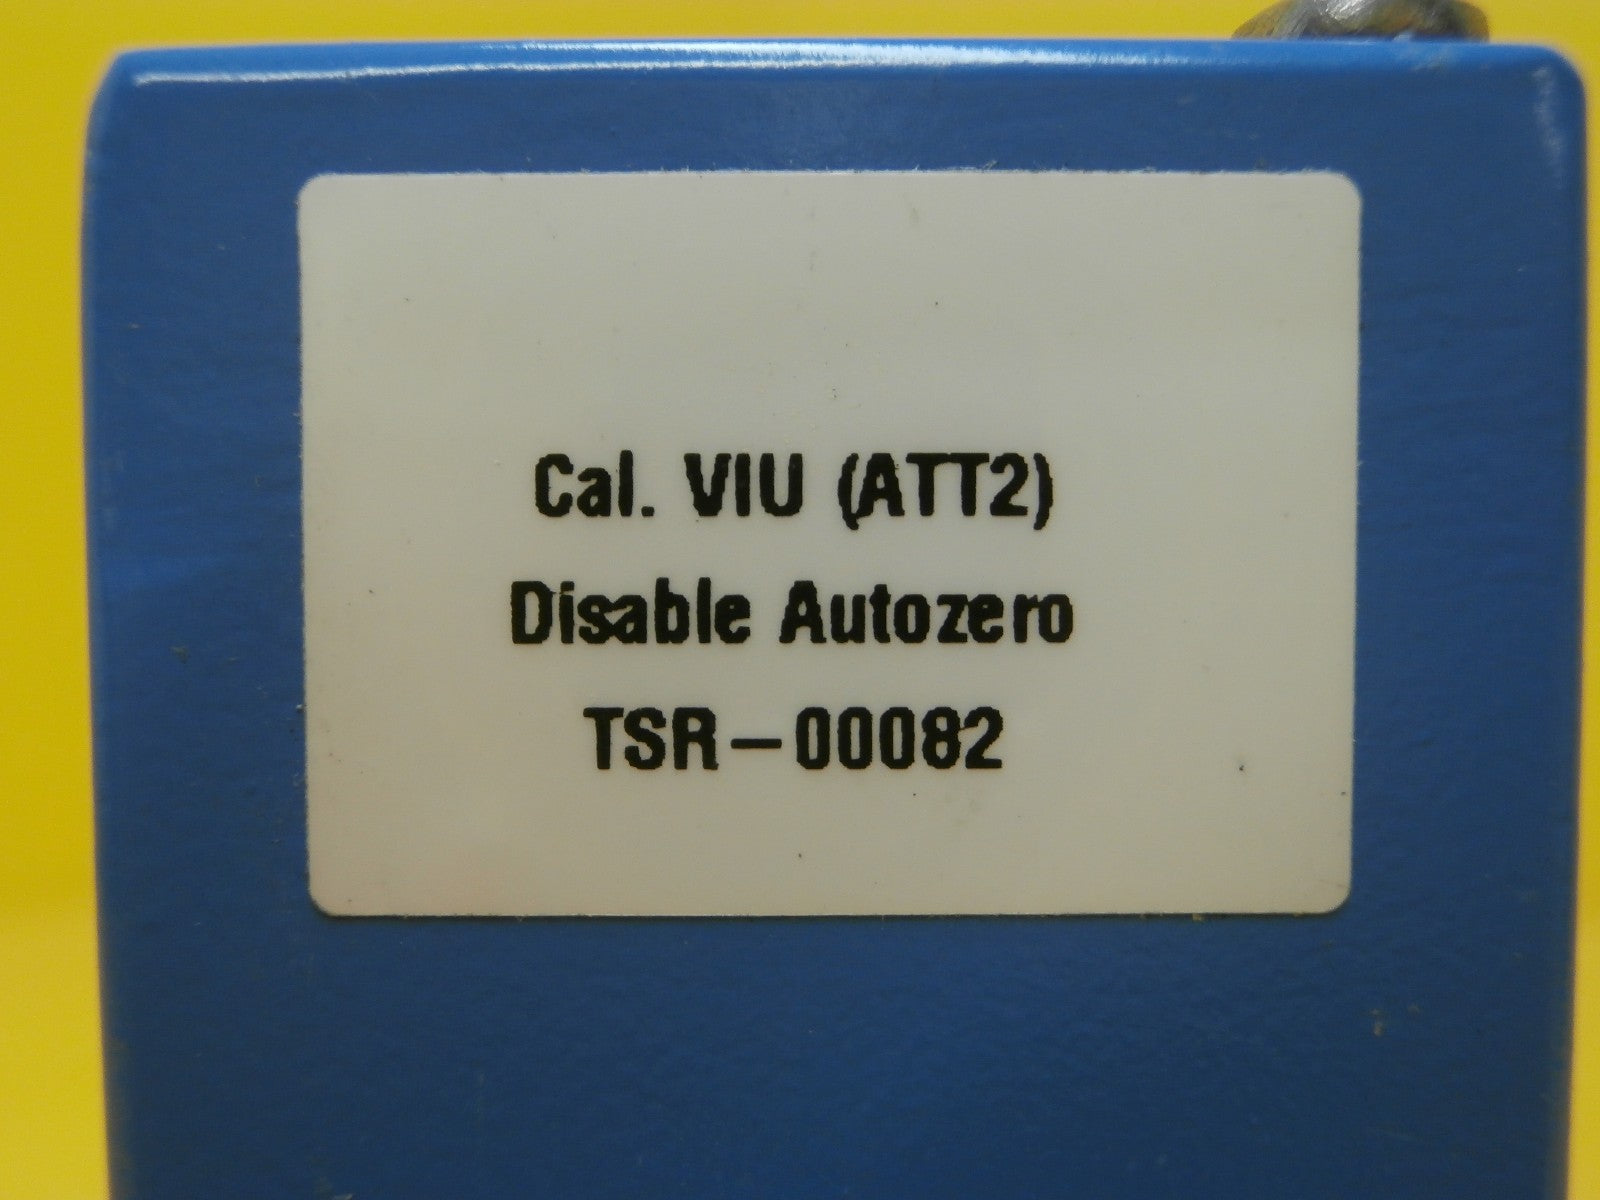 Cal. VIU (ATT2)
Disable Autozero
TSR-00082